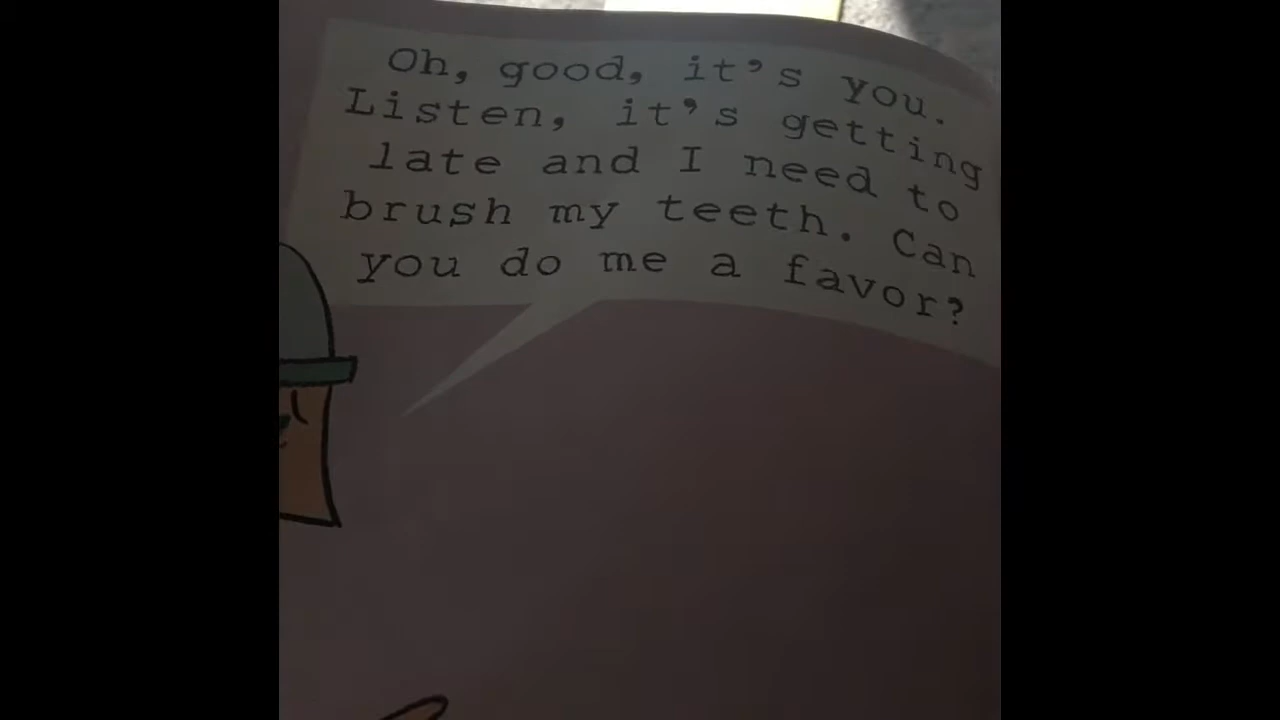 Oh, good, it's you.
Listen, it's getting
late and I need to
brush my teeth. Can
you do me a favor?